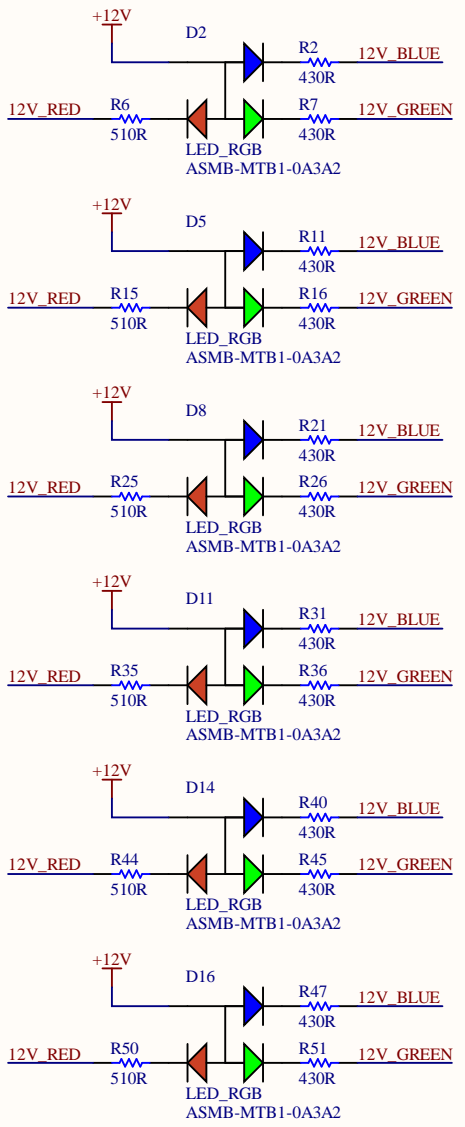 +12V
D2
R2
12V_BLUE
430R
12V_RED
R6
R7
12V_GREEN
510R
430R
LED_RGB
ASMB-MTB1-0A3A2
+12V
D5
R11
12V_BLUE
430R
12V_RED
R15
R16
12V_GREEN
510R
430R
LED_RGB
ASMB-MTB1-0A3A2
+12V
D8
R21
12V_BLUE
430R
12V_RED
R25
R26
12V_GREEN
510R
430R
LED_RGB
ASMB-MTB1-0A3A2
+12V
D11
R31
12V_BLUE
430R
12V_RED
R35
R36
12V_GREEN
510R
430R
LED_RGB
ASMB-MTB1-0A3A2
+12V
D14
R40
12V_BLUE
430R
12V_RED
R44
R45
12V_GREEN
510R
430R
LED_RGB
ASMB-MTB1-0A3A2
+12V
D16
R47
12V_BLUE
430R
12V_RED
R50
R51
12V_GREEN
510R
430R
LED_RGB
ASMB-MTB1-0A3A2